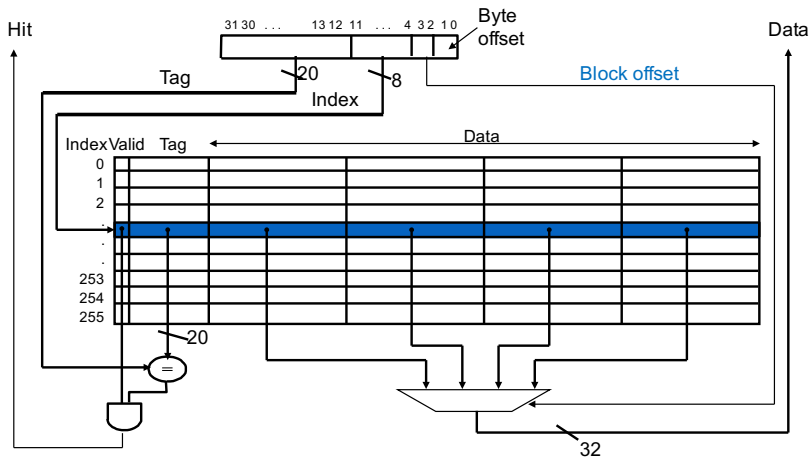 Hit
31 30 . . . 13 12 11 ... 4 3 2 1 0
Byte
offset
Data
Tag
20
8
Block offset
Index
Index Valid Tag
Data
0
1
2
.
.
.
253
254
255
20
=
32